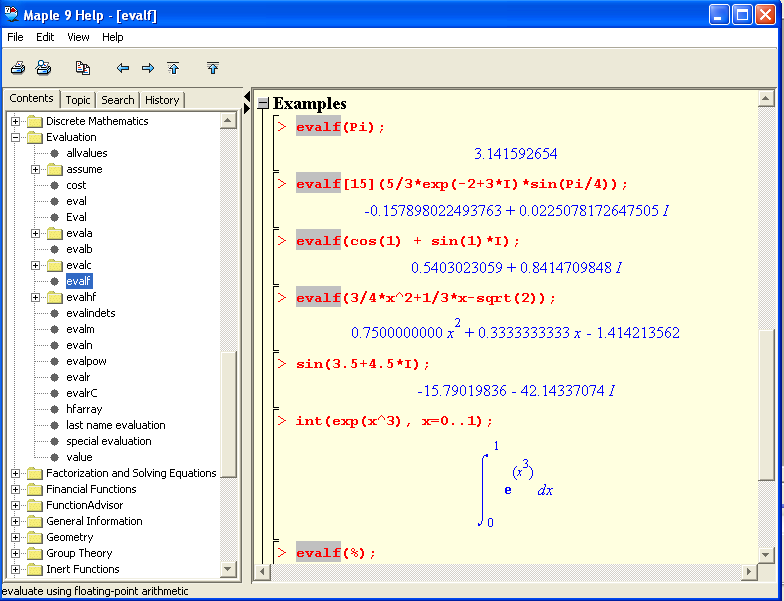 Maple 9 Help - [evalf]
File Edit View Help
Contents Topic Search History
Discrete Mathematics
Evaluation
allvalues
assume
cost
eval
Eval
evala
evalb
evalc
evalf
evalhf
evalindets
evalm
evaln
evalpow
evalr
evalrC
hfarray
last name evaluation
special evaluation
value
Factorization and Solving Equations
Financial Functions
FunctionAdvisor
General Information
Geometry
Group Theory
Inert Functions
Examples
> evalf(Pi);
3.141592654
> evalf[15](5/3*exp(-2+3*I)*sin(Pi/4));
-0.157898022493763 + 0.0225078172647505 I
> evalf(cos(1) + sin(1)*I);
0.5403023059 + 0.8414709848 I
> evalf(3/4*x^2+1/3*x-sqrt(2));
0.7500000000 x² + 0.3333333333 x - 1.414213562
> sin(3.5+4.5*I);
-15.79019836 - 42.14337074 I
> int(exp(x^3), x=0..1);
∫₀¹ e^(x³) dx
> evalf(%);
evaluate using floating-point arithmetic